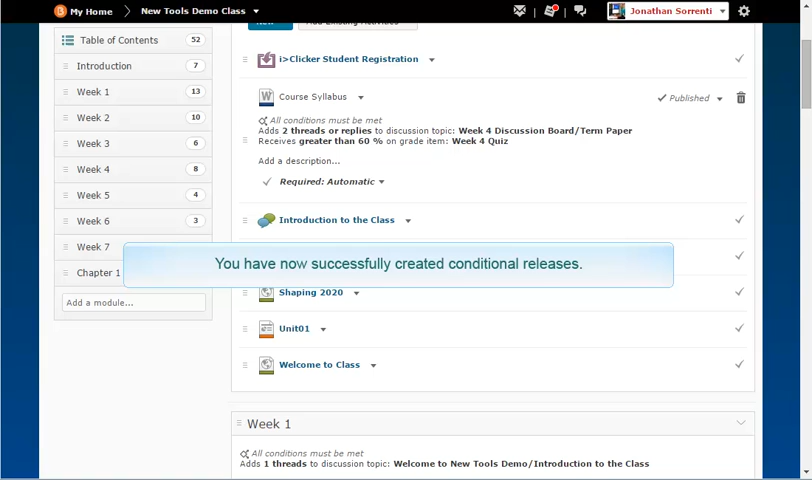 My Home
New Tools Demo Class
Jonathan Sorrenti
Table of Contents 52
Introduction 7
Week 1 13
Week 2 10
Week 3 6
Week 4 8
Week 5 4
Week 6 3
Week 7
Chapter 1
Add a module...
i>Clicker Student Registration
Course Syllabus
Published
All conditions must be met
Adds 2 threads or replies to discussion topic: Week 4 Discussion Board/Term Paper
Receives greater than 60 % on grade item: Week 4 Quiz
Add a description...
Required: Automatic
Introduction to the Class
You have now successfully created conditional releases.
Shaping 2020
Unit01
Welcome to Class
Week 1
All conditions must be met
Adds 1 threads to discussion topic: Welcome to New Tools Demo/Introduction to the Class